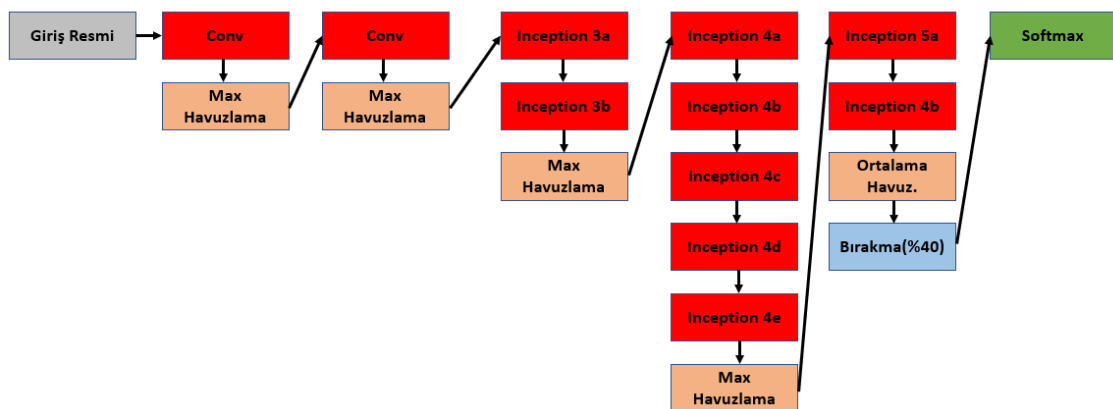 Giriş Resmi
Conv
Max
Havuzlama
Conv
Max
Havuzlama
Inception 3a
Inception 3b
Max
Havuzlama
Inception 4a
Inception 4b
Inception 4c
Inception 4d
Inception 4e
Max
Havuzlama
Inception 5a
Inception 4b
Ortalama
Havuz.
Bırakma(%40)
Softmax